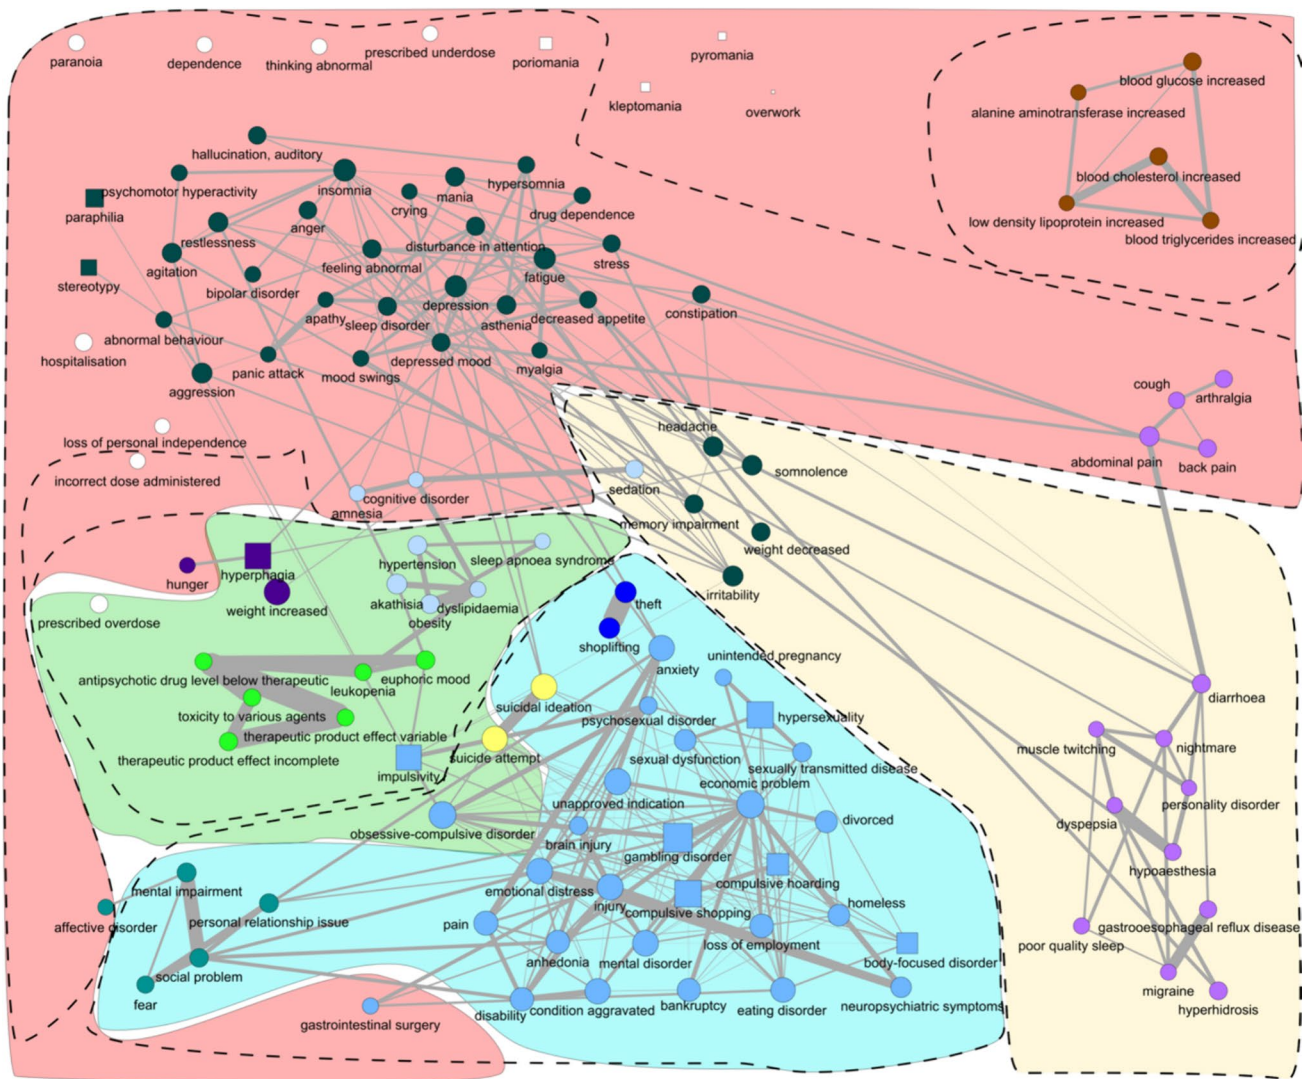 paranoia
dependence
thinking abnormal
prescribed underdose
poriomania
pyromania
kleptomania
overwork
blood glucose increased
alanine aminotransferase increased
blood cholesterol increased
low density lipoprotein increased
blood triglycerides increased
hallucination, auditory
psychomotor hyperactivity
insomnia
crying
mania
hypersomnia
drug dependence
paraphilia
restlessness
anger
disturbance in attention
stress
agitation
feeling abnormal
fatigue
stereotypy
bipolar disorder
apathy
sleep disorder
depression
asthenia
decreased appetite
constipation
abnormal behaviour
hospitalisation
panic attack
mood swings
depressed mood
myalgia
aggression
cough
arthralgia
abdominal pain
back pain
headache
somnolence
loss of personal independence
incorrect dose administered
cognitive disorder
amnesia
sedation
memory impairment
weight decreased
irritability
hunger
hyperphagia
weight increased
hypertension
sleep apnoea syndrome
akathisia
dyslipidaemia
obesity
prescribed overdose
theft
shoplifting
anxiety
unintended pregnancy
antipsychotic drug level below therapeutic
leukopenia
euphoric mood
toxicity to various agents
therapeutic product effect variable
therapeutic product effect incomplete
impulsivity
suicidal ideation
suicide attempt
psychosexual disorder
hypersexuality
sexual dysfunction
sexually transmitted disease
economic problem
unapproved indication
obsessive-compulsive disorder
brain injury
gambling disorder
divorced
diarrhoea
muscle twitching
nightmare
personality disorder
dyspepsia
hypoaesthesia
mental impairment
affective disorder
personal relationship issue
emotional distress
injury
compulsive hoarding
compulsive shopping
homeless
pain
loss of employment
gastrooesophageal reflux disease
poor quality sleep
social problem
fear
anhedonia
mental disorder
body-focused disorder
migraine
hyperhidrosis
gastrointestinal surgery
disability
condition aggravated
bankruptcy
eating disorder
neuropsychiatric symptoms